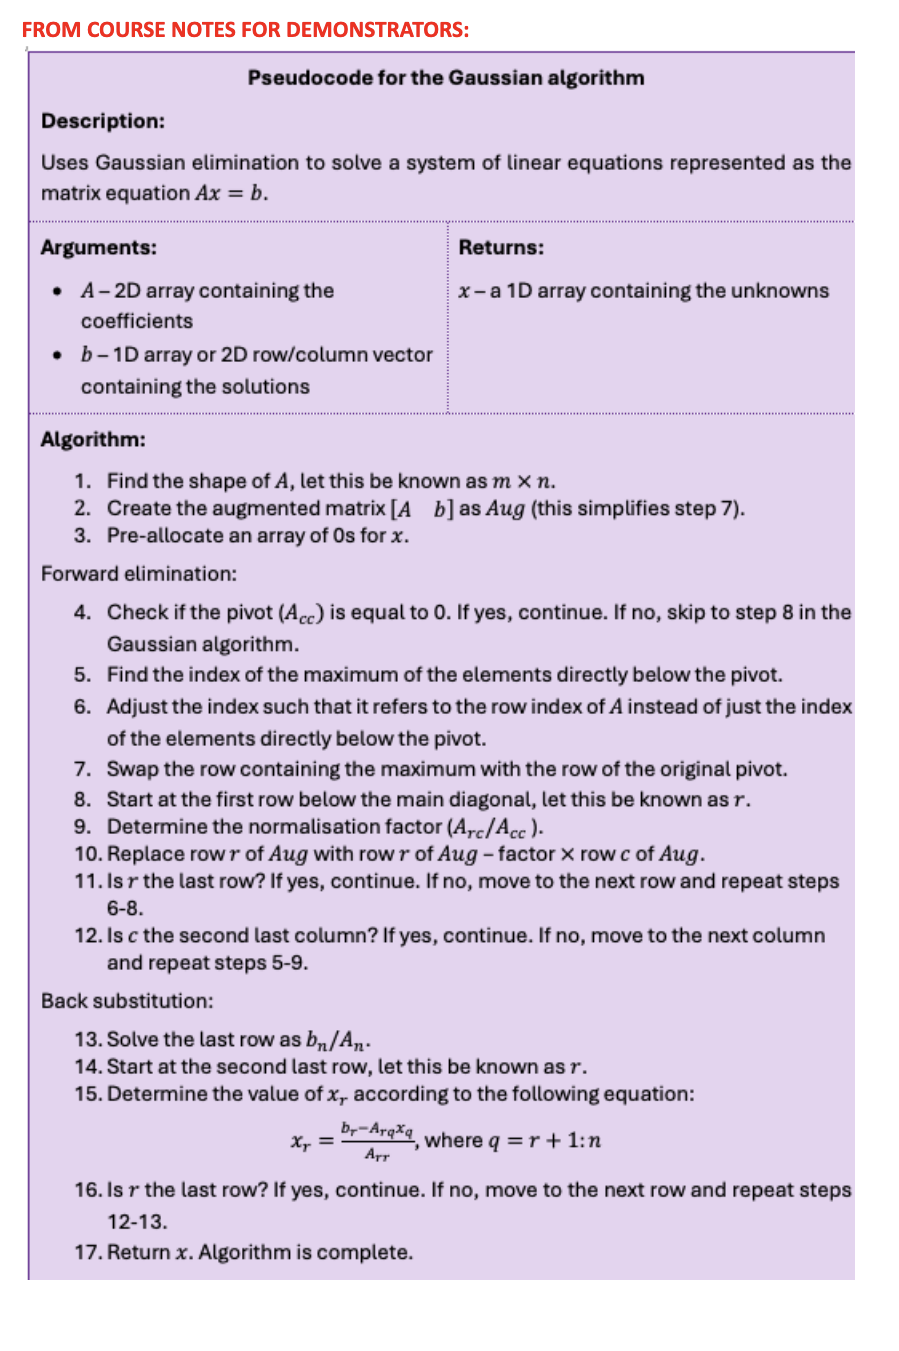 FROM COURSE NOTES FOR DEMONSTRATORS:
Pseudocode for the Gaussian algorithm
Description:
Uses Gaussian elimination to solve a system of linear equations represented as the
matrix equation Ax = b.
Arguments:
• A – 2D array containing the
coefficients
• b – 1D array or 2D row/column vector
containing the solutions
Returns:
x – a 1D array containing the unknowns
Algorithm:
1. Find the shape of A, let this be known as m × n.
2. Create the augmented matrix [A b] as Aug (this simplifies step 7).
3. Pre-allocate an array of 0s for x.
Forward elimination:
4. Check if the pivot (A_cc) is equal to 0. If yes, continue. If no, skip to step 8 in the
Gaussian algorithm.
5. Find the index of the maximum of the elements directly below the pivot.
6. Adjust the index such that it refers to the row index of A instead of just the index
of the elements directly below the pivot.
7. Swap the row containing the maximum with the row of the original pivot.
8. Start at the first row below the main diagonal, let this be known as r.
9. Determine the normalisation factor (A_rc/A_cc ).
10. Replace row r of Aug with row r of Aug – factor × row c of Aug.
11. Is r the last row? If yes, continue. If no, move to the next row and repeat steps
6-8.
12. Is c the second last column? If yes, continue. If no, move to the next column
and repeat steps 5-9.
Back substitution:
13. Solve the last row as b_n/A_n.
14. Start at the second last row, let this be known as r.
15. Determine the value of x_r according to the following equation:
x_r = (b_r−A_rq x_q)/A_rr, where q = r + 1:n
16. Is r the last row? If yes, continue. If no, move to the next row and repeat steps
12-13.
17. Return x. Algorithm is complete.